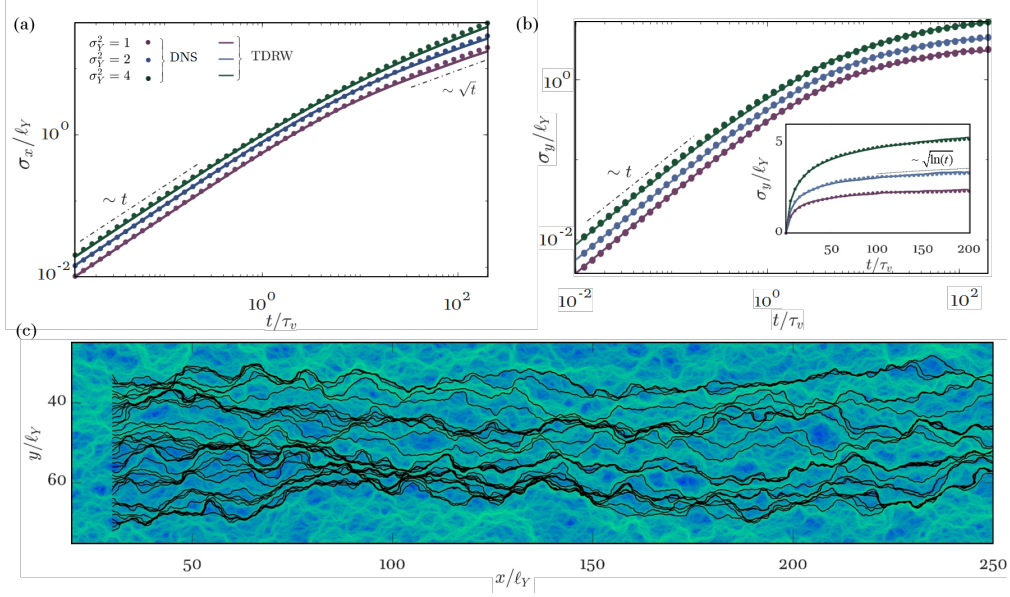 (a)
σ_Y^2 = 1
σ_Y^2 = 2
σ_Y^2 = 4
DNS
TDRW
~ t
~ √t
10^0
10^-2
σ_x/ℓ_Y
10^0
10^2
t/τ_v
(b)
10^0
10^-2
σ_y/ℓ_Y
~ t
5
0
σ_y/ℓ_Y
~ √ln(t)
50
100
150
200
t/τ_v
10^-2
10^0
10^2
t/τ_v
(c)
40
60
y/ℓ_Y
50
100
150
200
250
x/ℓ_Y